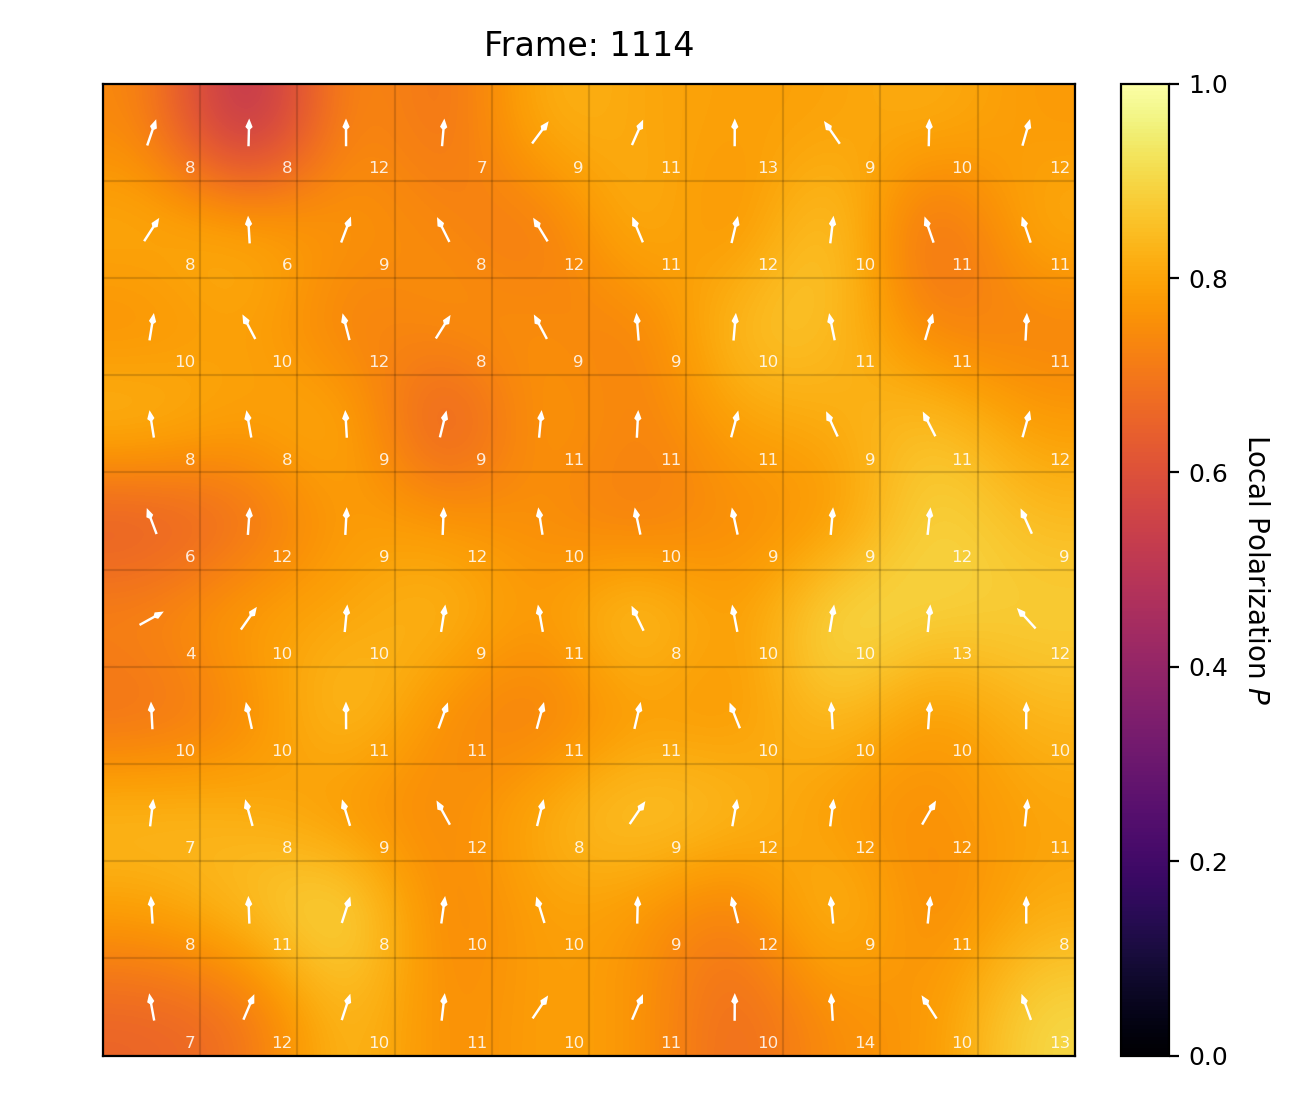 Frame: 1114
8 8 12 7 9 11 13 9 10 12
8 6 9 8 12 11 12 10 11 11
10 10 12 8 9 9 10 11 11 11
8 8 9 9 11 11 11 9 11 12
6 12 9 12 10 10 9 9 12 9
4 10 10 9 11 8 10 10 13 12
10 10 11 11 11 11 10 10 10 10
7 8 9 12 8 9 12 12 12 11
8 11 8 10 10 9 12 9 11 8
7 12 10 11 10 11 10 14 10 13
1.0
0.8
0.6
0.4
0.2
0.0
Local Polarization P